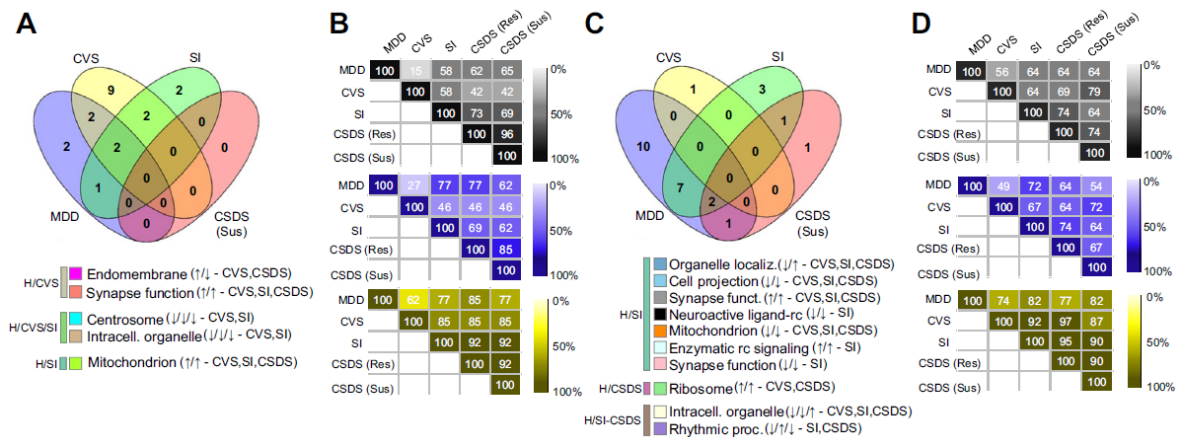 A
CVS
SI
9
2
2
2
0
2
2
0
0
1
0
0
0
0
0
MDD
CSDS
(Sus)
H/CVS
Endomembrane (↑/↓ - CVS,CSDS)
Synapse function (↑/↑ - CVS,SI,CSDS)
H/CVS/SI
Centrosome (↓/↓/↓ - CVS,SI)
Intracell. organelle (↓/↓/↓ - CVS,SI)
H/SI
Mitochondrion (↑/↑ - CVS,SI,CSDS)
B
MDD CVS SI CSDS (Res) CSDS (Sus)
MDD 100 15 58 62 65
CVS 100 58 42 42
SI 100 73 69
CSDS (Res) 100 96
CSDS (Sus) 100
0%
50%
100%
MDD 100 27 77 77 62
CVS 100 46 46 46
SI 100 69 62
CSDS (Res) 100 85
CSDS (Sus) 100
0%
50%
100%
MDD 100 62 77 85 77
CVS 100 85 85 85
SI 100 92 92
CSDS (Res) 100 92
CSDS (Sus) 100
0%
50%
100%
C
CVS
SI
1
3
0
0
1
10
0
0
1
7
0
0
2
0
1
MDD
CSDS
(Sus)
H/SI
Organelle localiz. (↓/↑ - CVS,SI,CSDS)
Cell projection (↓/↓ - CVS,SI,CSDS)
Synapse funct. (↑/↑ - CVS,SI,CSDS)
Neuroactive ligand-rc (↓/↓ - SI)
Mitochondrion (↓/↓ - CVS,SI,CSDS)
Enzymatic rc signaling (↑/↑ - SI)
Synapse function (↓/↓ - SI)
H/CSDS
Ribosome (↑/↑ - CVS,CSDS)
H/SI-CSDS
Intracell. organelle (↓/↓/↑ - CVS,SI,CSDS)
Rhythmic proc. (↓/↑/↓ - SI,CSDS)
D
MDD CVS SI CSDS (Res) CSDS (Sus)
MDD 100 56 64 64 64
CVS 100 64 69 79
SI 100 74 64
CSDS (Res) 100 74
CSDS (Sus) 100
0%
50%
100%
MDD 100 49 72 64 54
CVS 100 67 64 72
SI 100 74 64
CSDS (Res) 100 67
CSDS (Sus) 100
0%
50%
100%
MDD 100 74 82 77 82
CVS 100 92 97 87
SI 100 95 90
CSDS (Res) 100 90
CSDS (Sus) 100
0%
50%
100%